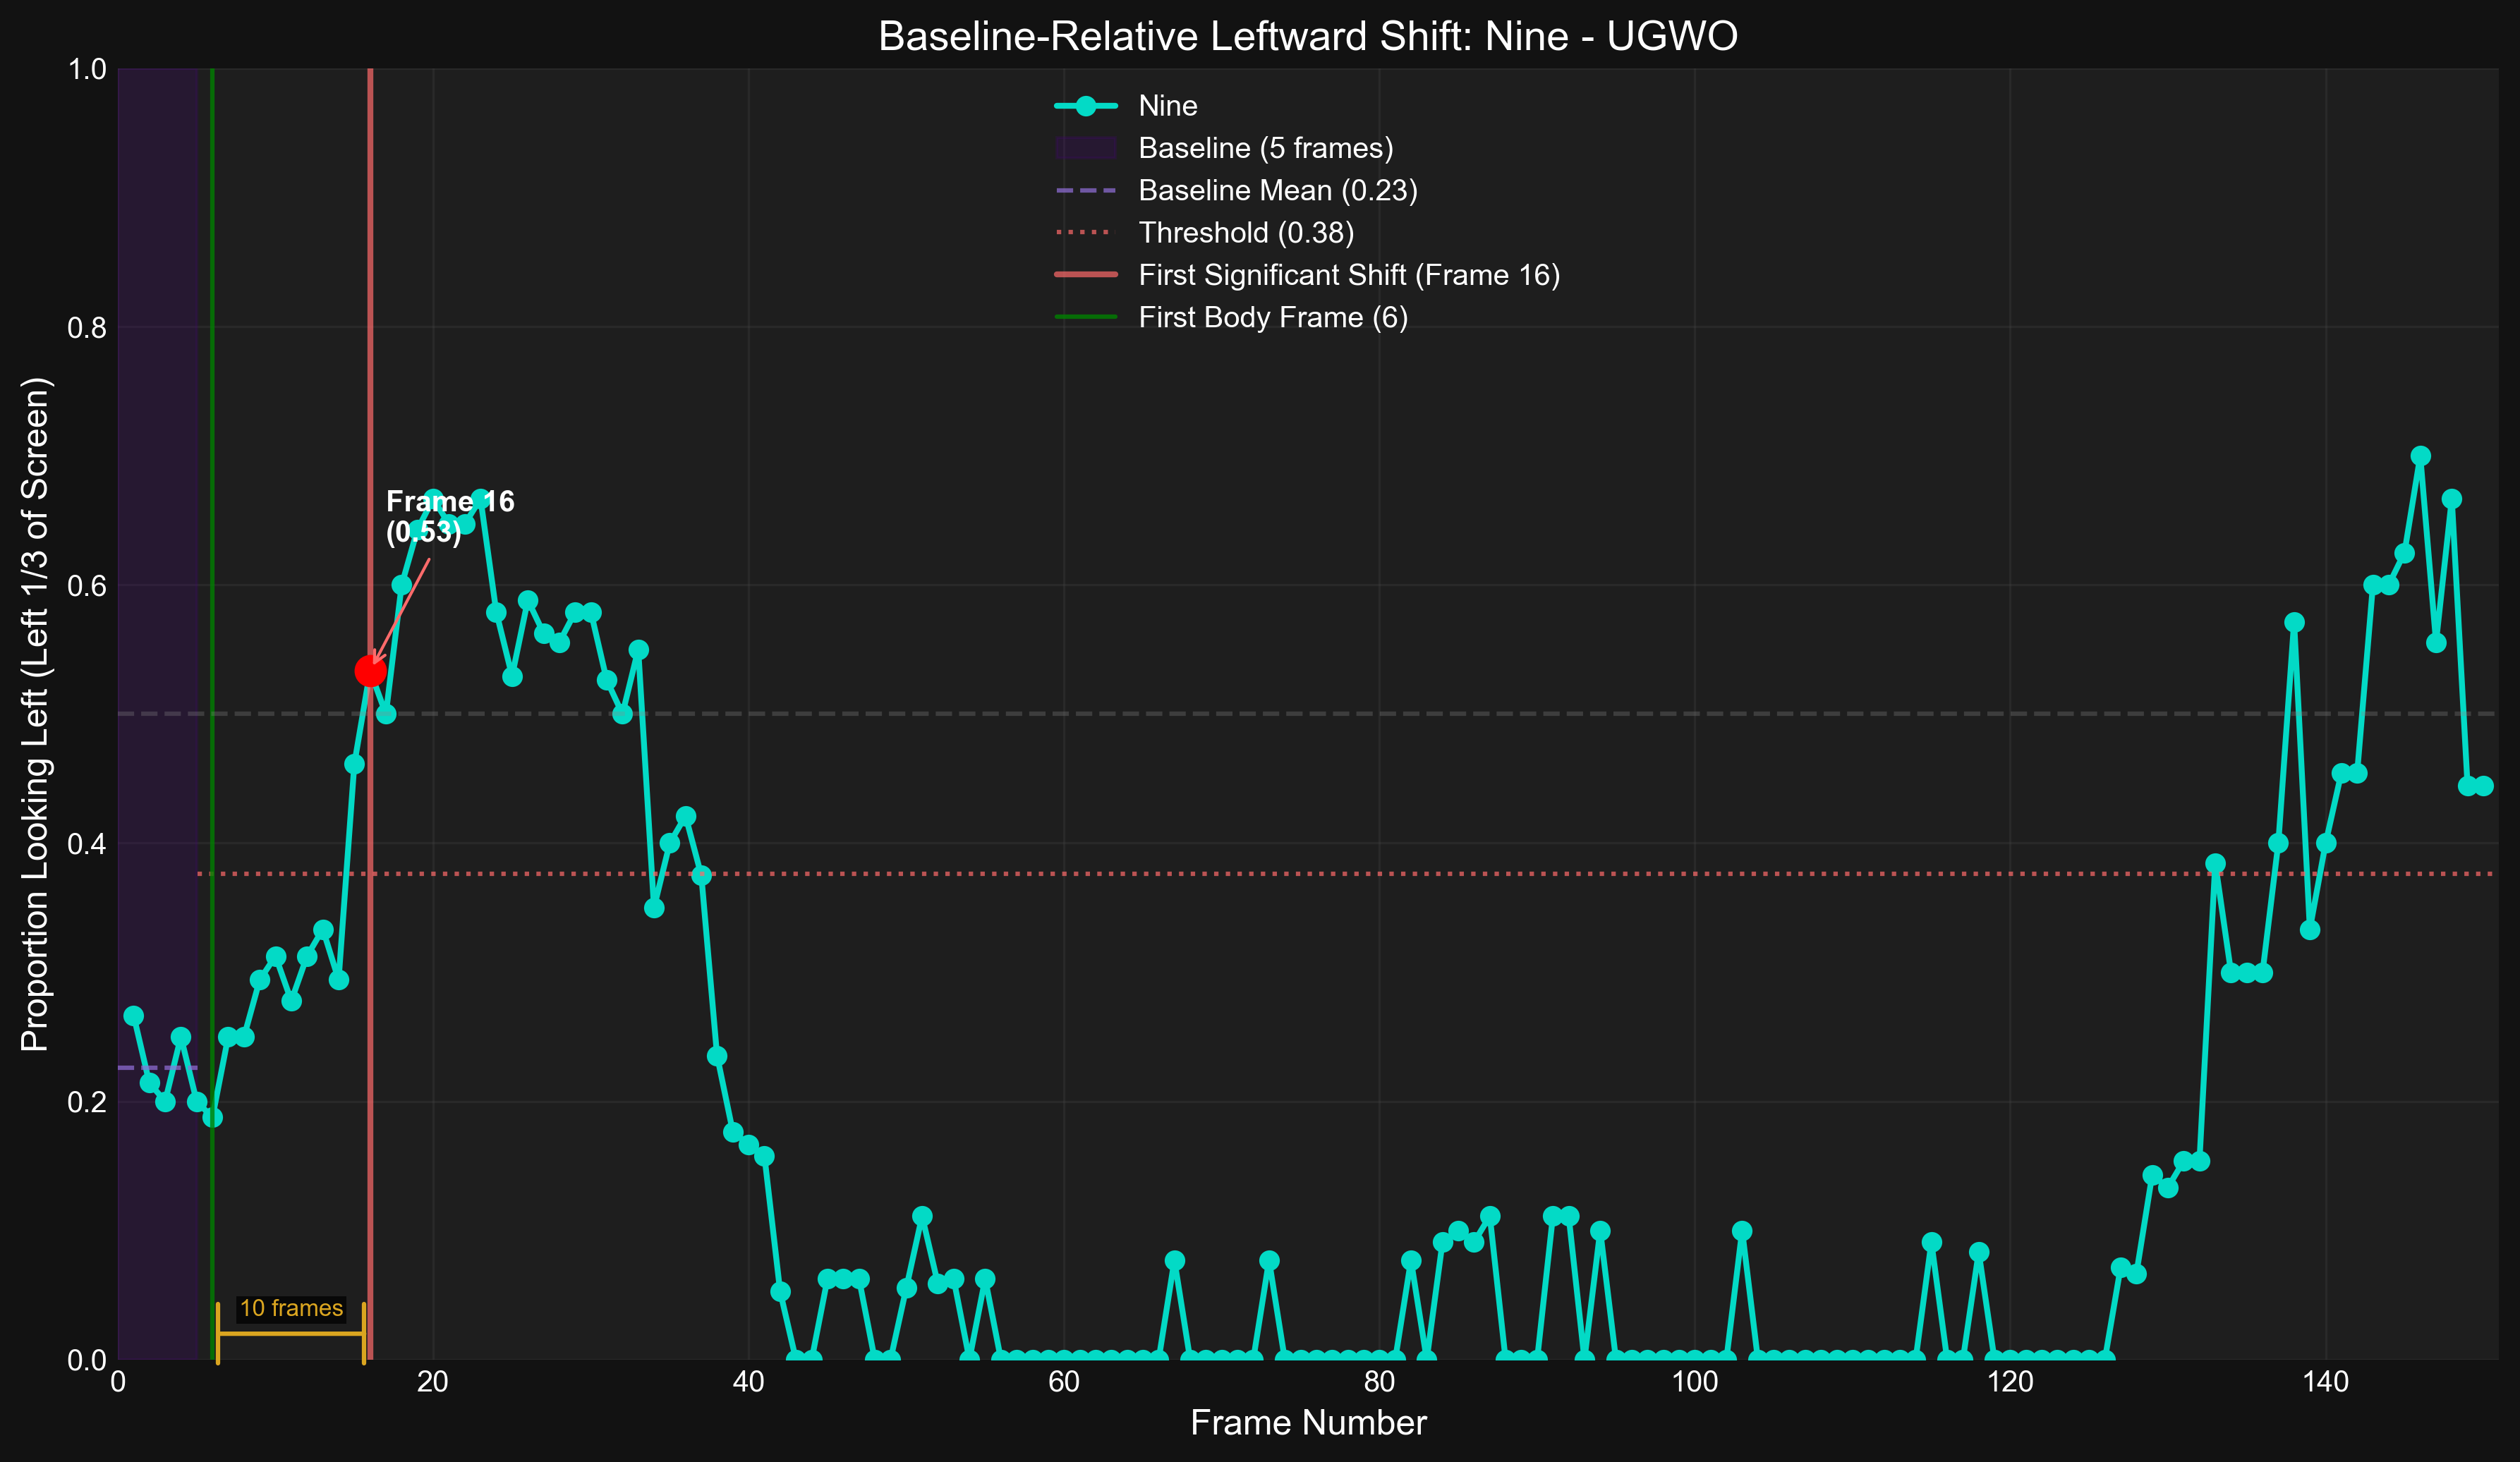 Baseline-Relative Leftward Shift: Nine - UGWO
1.0
0.8
0.6
0.4
0.2
0.0
Proportion Looking Left (Left 1/3 of Screen)
Nine
Baseline (5 frames)
Baseline Mean (0.23)
Threshold (0.38)
First Significant Shift (Frame 16)
First Body Frame (6)
Frame 16
(0.53)
10 frames
0 20 40 60 80 100 120 140
Frame Number